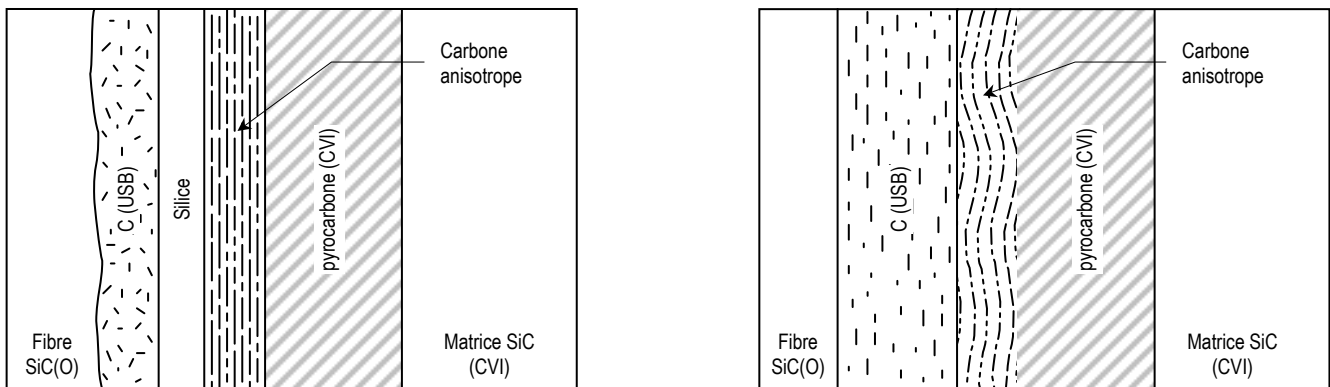 Carbone
anisotrope
C (USB)
Silice
pyrocarbone (CVI)
Fibre
SiC(O)
Matrice SiC
(CVI)
Carbone
anisotrope
C (USB)
pyrocarbone (CVI)
Fibre
SiC(O)
Matrice SiC
(CVI)